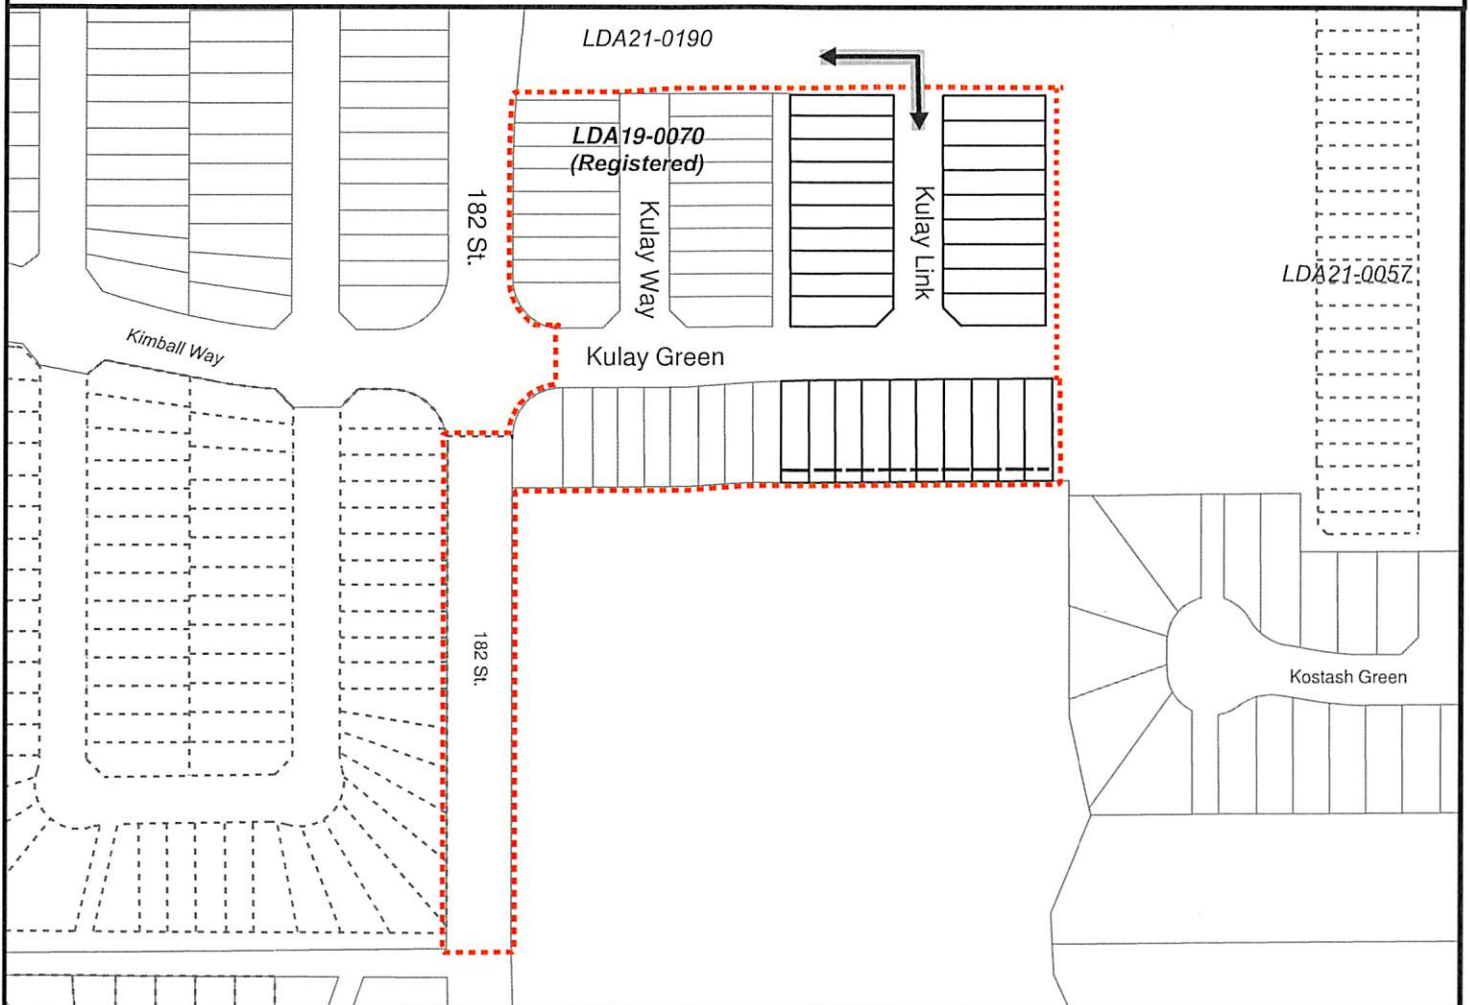 LDA21-0190
LDA19-0070
(Registered)
182 St.
Kulay Way
Kulay Link
LDA21-0057
Kimball Way
Kulay Green
182 St.
Kostash Green